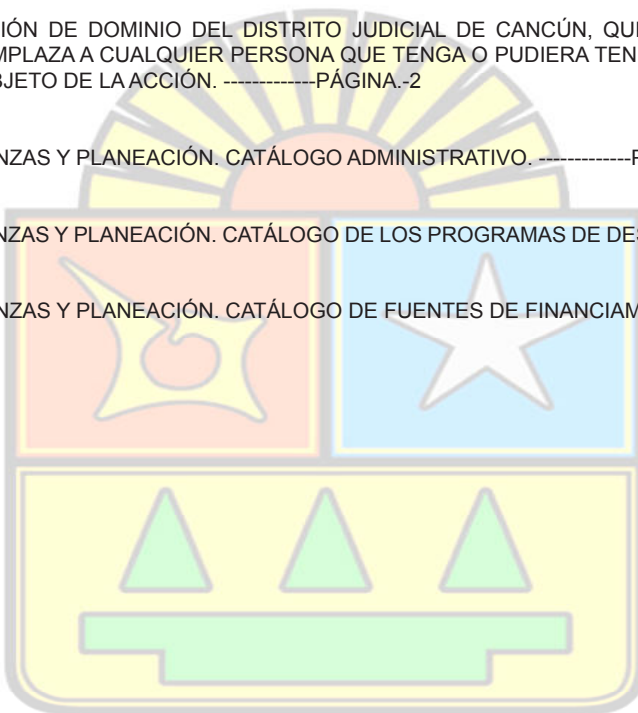 IÓN DE DOMINIO DEL DISTRITO JUDICIAL DE CANCÚN, QU
MPLAZA A CUALQUIER PERSONA QUE TENGA O PUDIERA TEN
BJETO DE LA ACCIÓN. -------------PÁGINA.-2
NZAS Y PLANEACIÓN. CATÁLOGO ADMINISTRATIVO. -------------P
NZAS Y PLANEACIÓN. CATÁLOGO DE LOS PROGRAMAS DE DES
NZAS Y PLANEACIÓN. CATÁLOGO DE FUENTES DE FINANCIAM